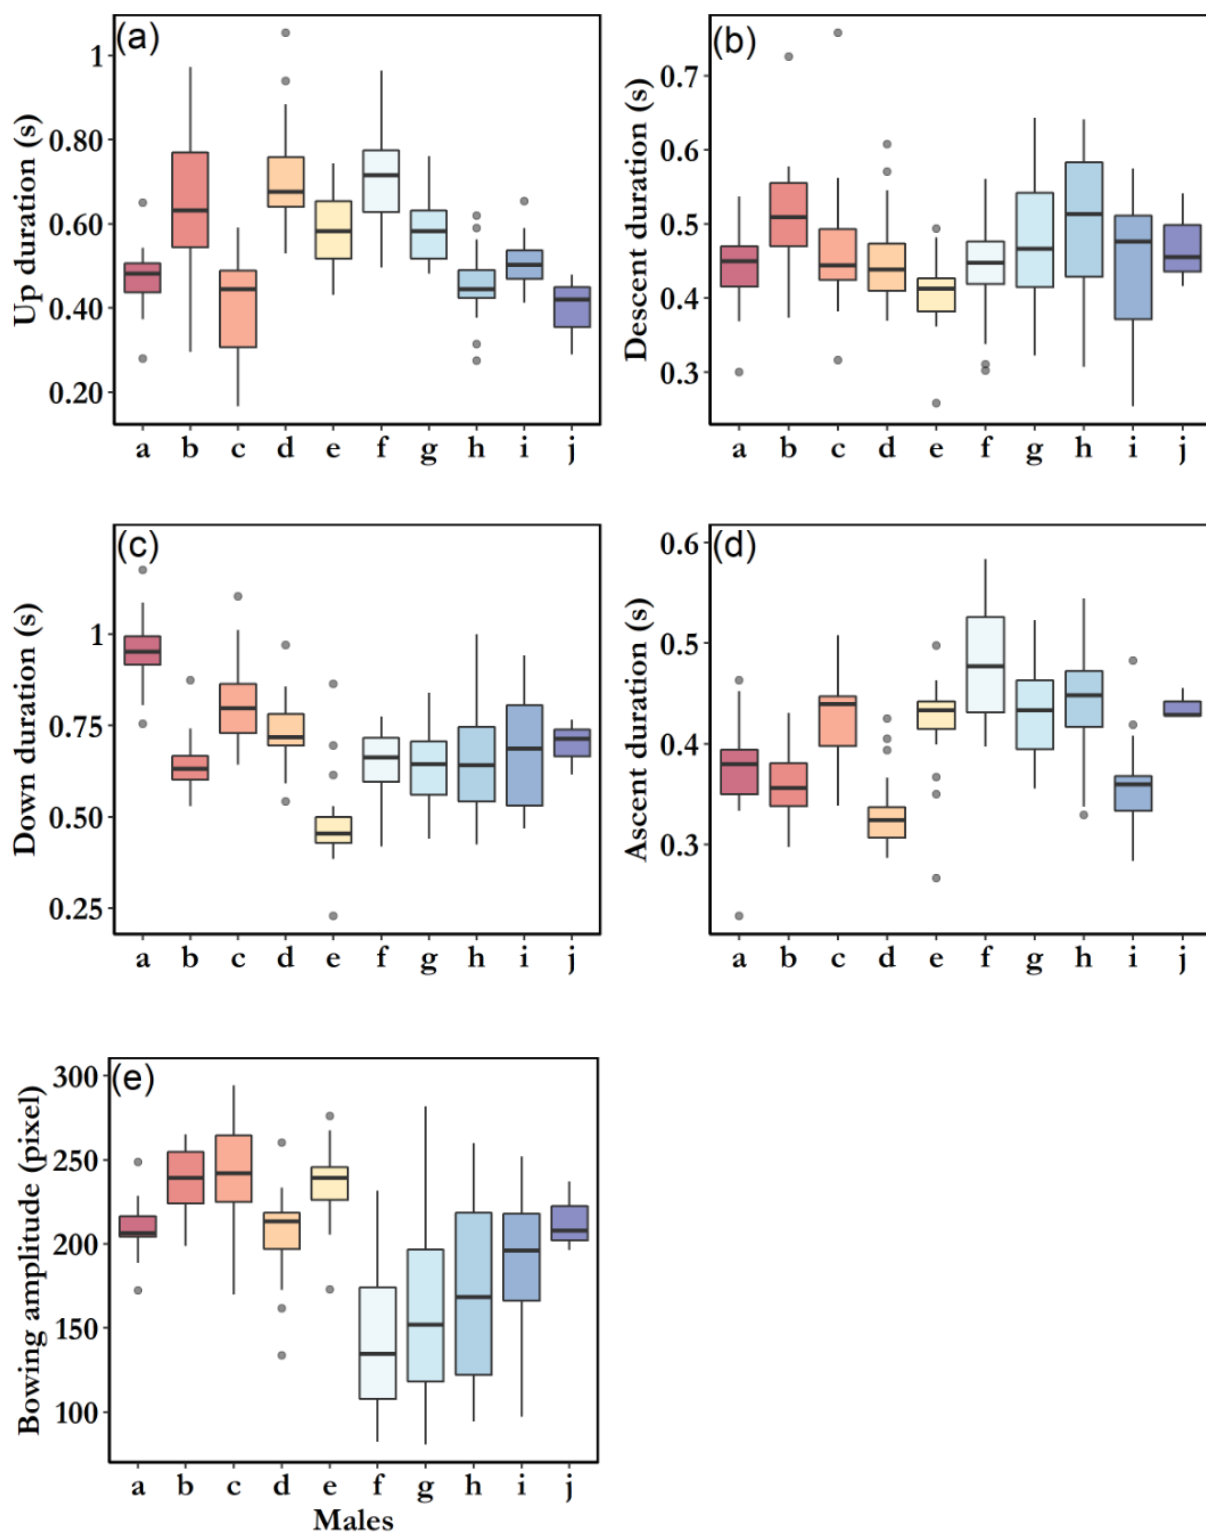 (a)
Up duration (s)
1
0.80
0.60
0.40
0.20
a b c d e f g h i j
(b)
Descent duration (s)
0.7
0.6
0.5
0.4
0.3
a b c d e f g h i j
(c)
Down duration (s)
1
0.75
0.50
0.25
a b c d e f g h i j
(d)
Ascent duration (s)
0.6
0.5
0.4
0.3
a b c d e f g h i j
(e)
Bowing amplitude (pixel)
300
250
200
150
100
a b c d e f g h i j
Males